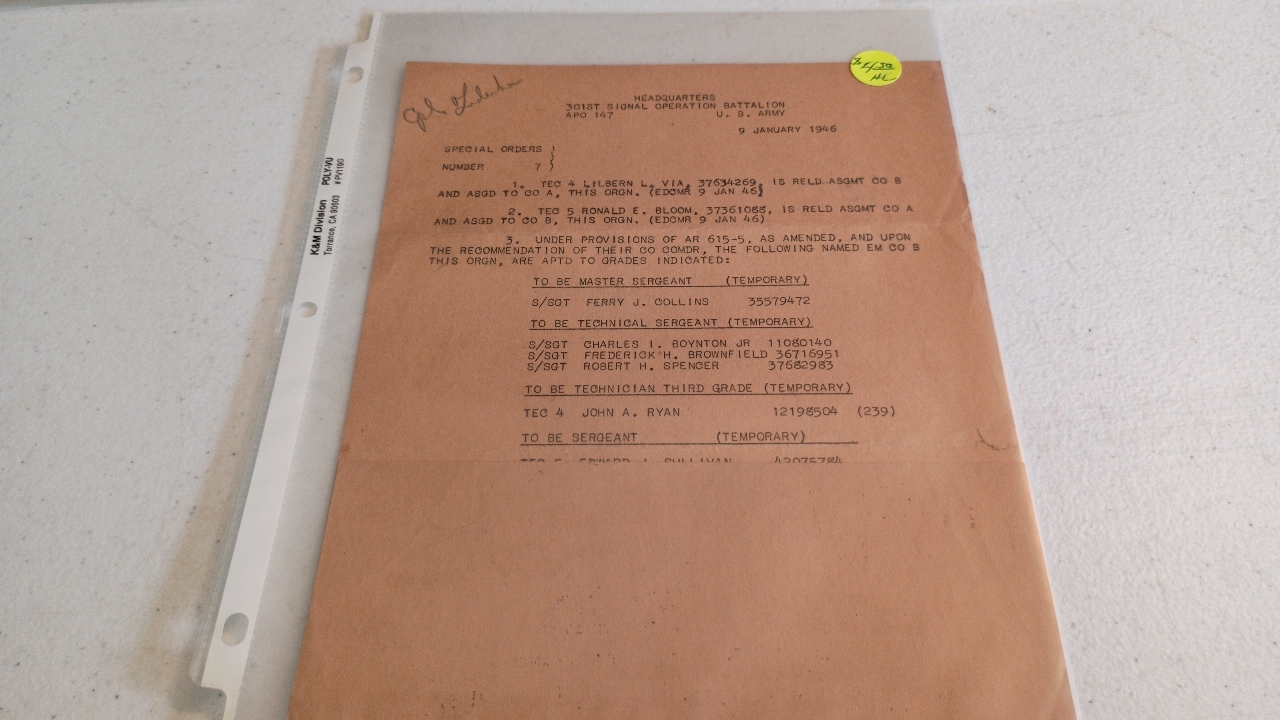 HEADQUARTERS
301ST SIGNAL OPERATION BATTALION
APO 147 U. S. ARMY
9 JANUARY 1946
SPECIAL ORDERS )
)
NUMBER 7 )
1. TEC 4 LILBERN L. VIA, 37634269, IS RELD ASGMT CO B
AND ASGD TO CO A, THIS ORGN. (EDCMR 9 JAN 46)
2. TEC 5 RONALD E. BLOOM, 37361088, IS RELD ASGMT CO A
AND ASGD TO CO B, THIS ORGN. (EDCMR 9 JAN 46)
3. UNDER PROVISIONS OF AR 615-5, AS AMENDED, AND UPON
THE RECOMMENDATION OF THEIR CO COMDR, THE FOLLOWING NAMED EM CO B
THIS ORGN, ARE APTD TO GRADES INDICATED:
TO BE MASTER SERGEANT (TEMPORARY)
S/SGT FERRY J. COLLINS 35579472
TO BE TECHNICAL SERGEANT (TEMPORARY)
S/SGT CHARLES I. BOYNTON JR 11080140
S/SGT FREDERICK H. BROWNFIELD 36716951
S/SGT ROBERT H. SPENCER 37682983
TO BE TECHNICIAN THIRD GRADE (TEMPORARY)
TEC 4 JOHN A. RYAN 12198504 (239)
TO BE SERGEANT (TEMPORARY)
K&M Division POLY-VU
Torrance, CA 90503 #PV119G